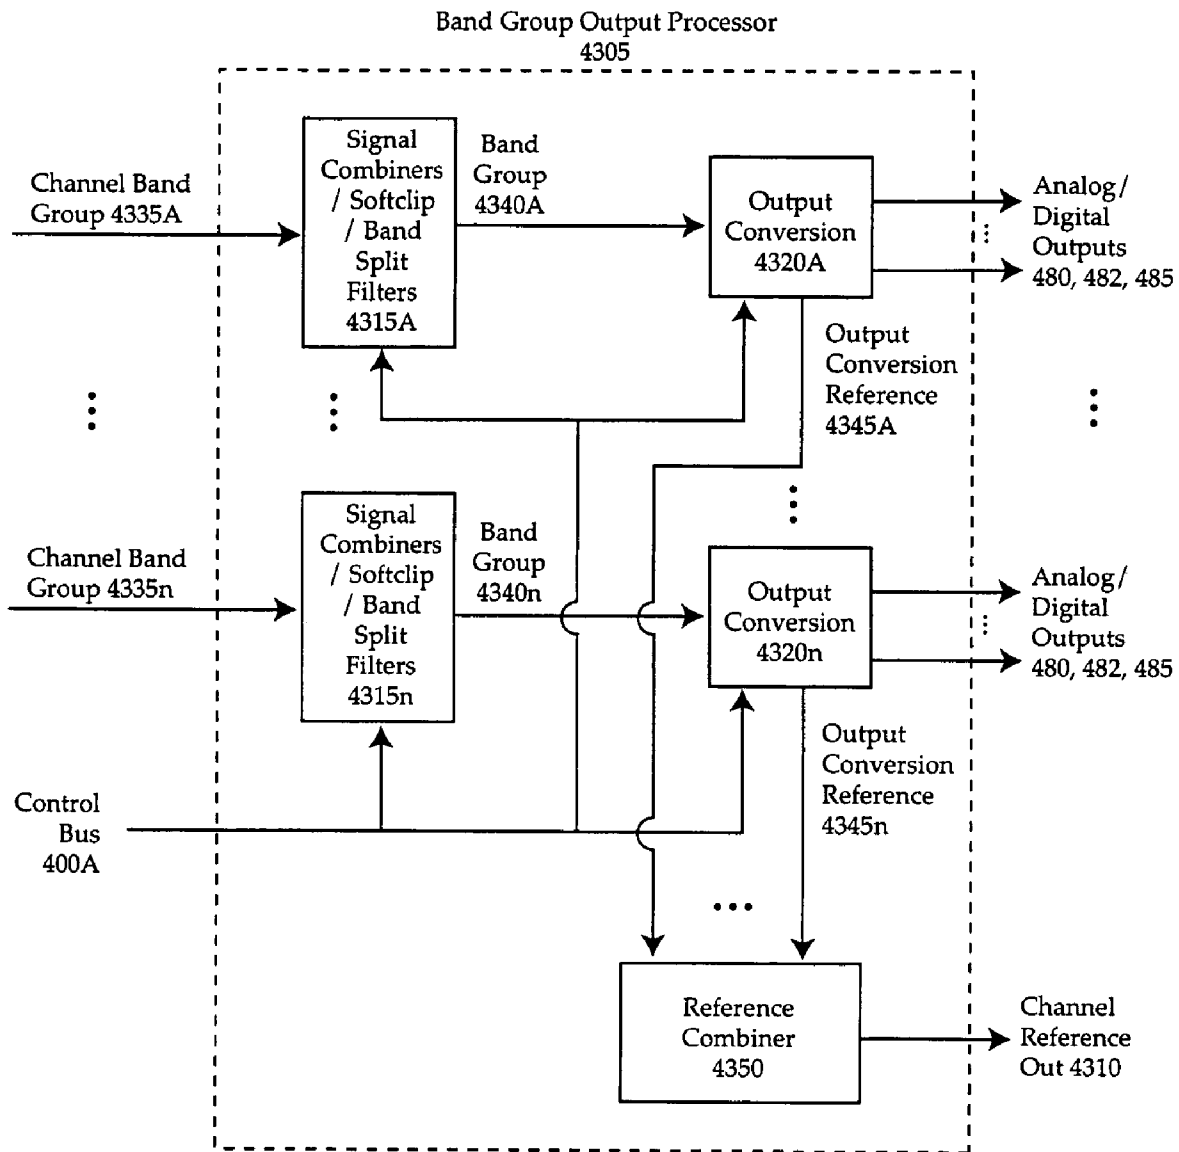 Band Group Output Processor
4305
Channel Band
Group 4335A
Signal
Combiners
/ Softclip
/ Band
Split
Filters
4315A
Band
Group
4340A
Output
Conversion
4320A
Analog/
Digital
Outputs
480, 482, 485
Output
Conversion
Reference
4345A
Channel Band
Group 4335n
Signal
Combiners
/ Softclip
/ Band
Split
Filters
4315n
Band
Group
4340n
Output
Conversion
4320n
Analog/
Digital
Outputs
480, 482, 485
Output
Conversion
Reference
4345n
Control
Bus
400A
Reference
Combiner
4350
Channel
Reference
Out 4310